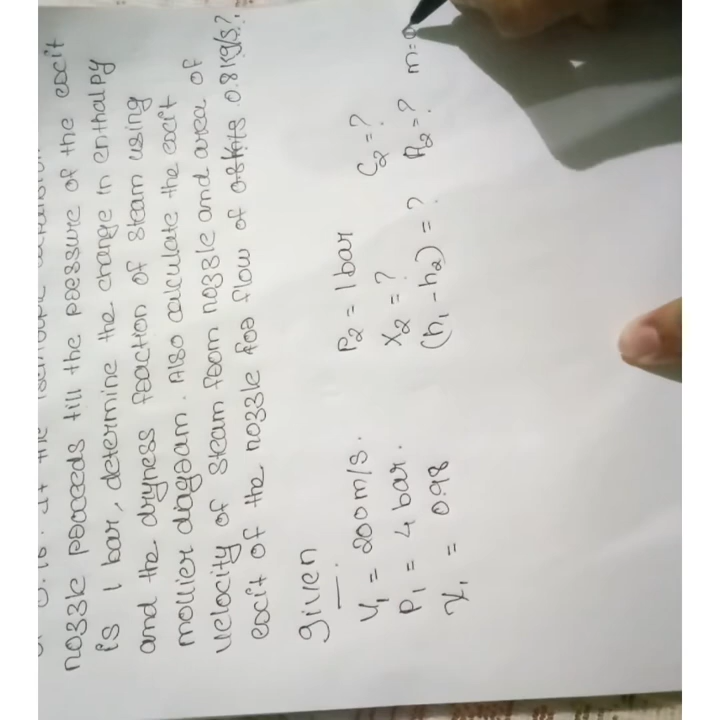 nozzle proceeds till the pressure of the exit
is 1 bar, determine the change in enthalpy
and the dryness fraction of steam using
mollier diagram. Also calculate the exit
velocity of steam from nozzle and area of
exit of the nozzle for flow of 0.8 kg/s?
given
V₁ = 200 m/s.
P₁ = 4 bar.
x₁ = 0.98
P₂ = 1 bar
X₂ = ?
(h₁ - h₂) = ?
C₂ = ?
A₂ = ?
m =